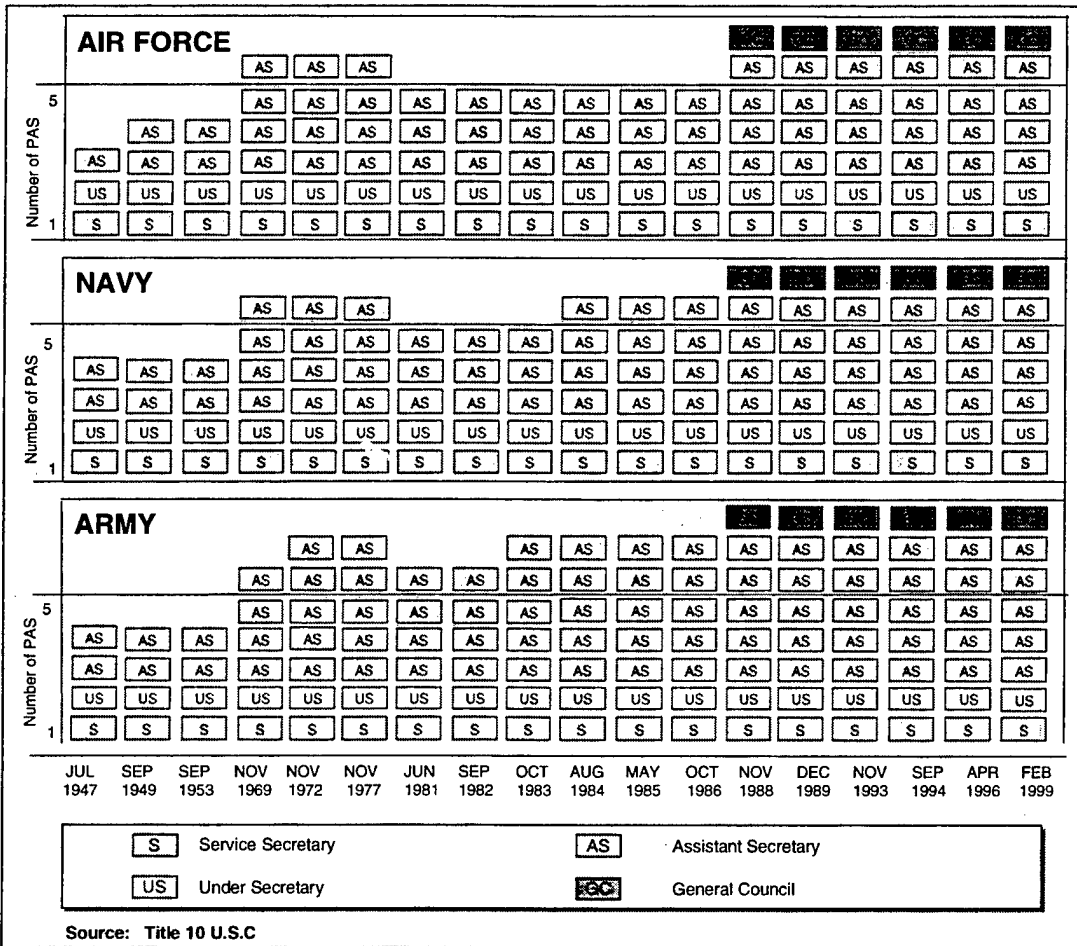 AIR FORCE
AS AS AS AS AS AS AS AS AS
5 AS AS AS AS AS AS AS AS AS AS AS AS AS AS AS
AS AS AS AS AS AS AS AS AS AS AS AS AS AS AS AS AS
AS AS AS AS AS AS AS AS AS AS AS AS AS AS AS AS AS AS
US US US US US US US US US US US US US US US US US US
1 S S S S S S S S S S S S S S S S S S
Number of PAS
NAVY
AS AS AS AS AS AS AS AS AS AS AS AS
5 AS AS AS AS AS AS AS AS AS AS AS AS AS AS AS
AS AS AS AS AS AS AS AS AS AS AS AS AS AS AS AS AS AS
AS AS AS AS AS AS AS AS AS AS AS AS AS AS AS AS AS AS
US US US US US US US US US US US US US US US US US US
1 S S S S S S S S S S S S S S S S S S
Number of PAS
ARMY
AS AS AS AS AS AS AS AS AS AS AS AS
AS AS AS AS AS AS AS AS AS AS AS AS AS AS AS
5 AS AS AS AS AS AS AS AS AS AS AS AS AS AS AS
AS AS AS AS AS AS AS AS AS AS AS AS AS AS AS AS AS AS
AS AS AS AS AS AS AS AS AS AS AS AS AS AS AS AS AS AS
US US US US US US US US US US US US US US US US US US
1 S S S S S S S S S S S S S S S S S S
Number of PAS
JUL SEP SEP NOV NOV NOV JUN SEP OCT AUG MAY OCT NOV DEC NOV SEP APR FEB
1947 1949 1953 1969 1972 1977 1981 1982 1983 1984 1985 1986 1988 1989 1993 1994 1996 1999
S Service Secretary AS Assistant Secretary
US Under Secretary GC General Council
Source: Title 10 U.S.C